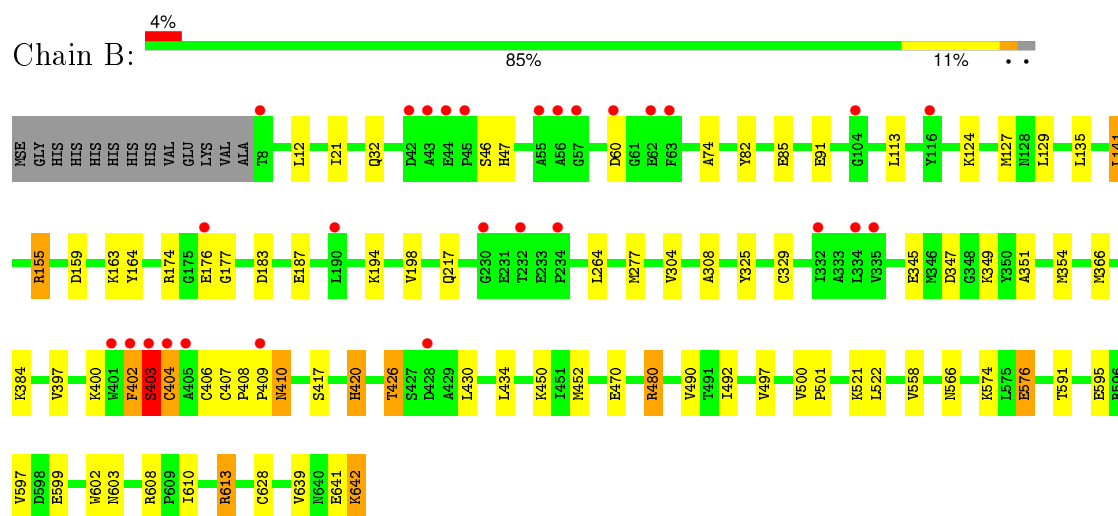 4%
Chain B:
85% 11% • •
MSE GLY HIS HIS HIS HIS HIS HIS VAL GLU LYS VAL ALA T8 L12 I21 Q32 D42 A43 E44 P45 S46 H47 A55 A56 G57 D60 G61 E62 F63 A74 Y82 E85 E91 G104 L113 Y116 K124 M127 N128 L129 L135
R155 D159 K163 Y164 R174 G175 E176 G177 D183 E187 L190 K194 V198 Q217 G230 E231 T232 E233 P234 L264 M277 V304 A308 Y325 C329 I332 A333 L334 V335 E345 M346 D347 G348 K349 Y350 A351 M354 M366
K384 V397 K400 W401 F402 S403 C404 A405 C406 C407 P408 P409 N410 S417 H420 T426 S427 D428 A429 L430 L434 K450 I451 M452 E470 R480 V490 T491 I492 V497 V500 P501 K521 L522 V558 N566 K574 L575 E576 T591 E595 R596
V597 D598 E599 W602 N603 R608 P609 I610 R613 C628 V639 N640 E641 K642